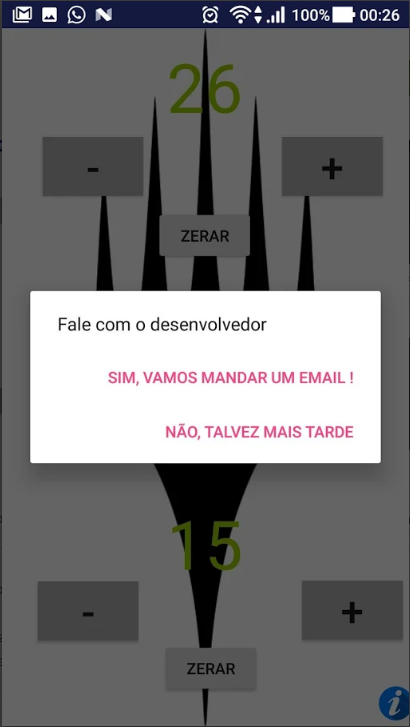 100% 00:26
26
- +
ZERAR
Fale com o desenvolvedor
SIM, VAMOS MANDAR UM EMAIL !
NÃO, TALVEZ MAIS TARDE
15
- +
ZERAR
i